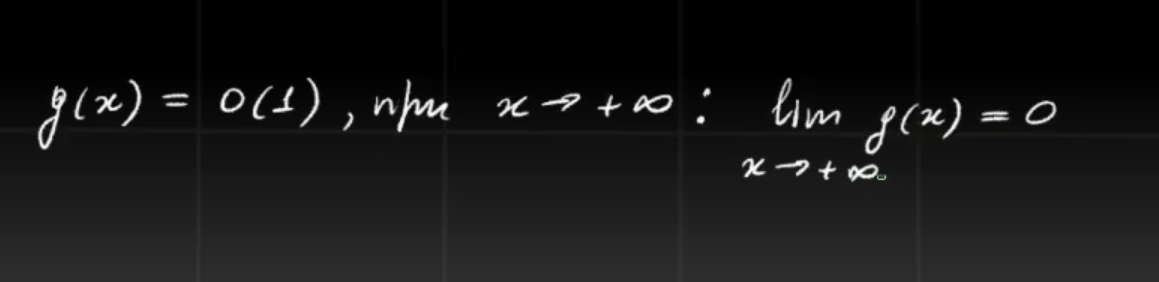 g(x) = o(1), при x → +∞ : lim g(x) = 0
x → +∞